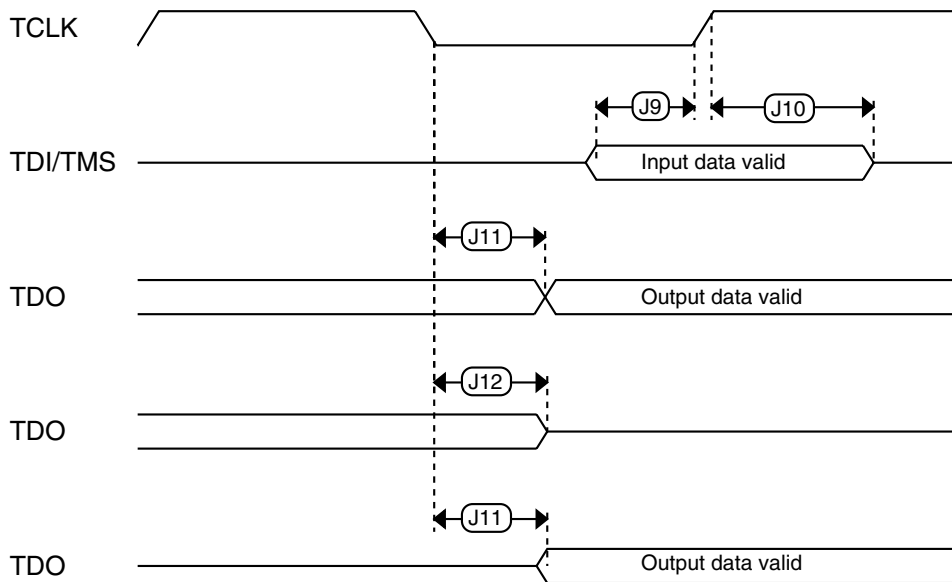 TCLK
J9
J10
TDI/TMS
Input data valid
J11
TDO
Output data valid
J12
TDO
J11
TDO
Output data valid